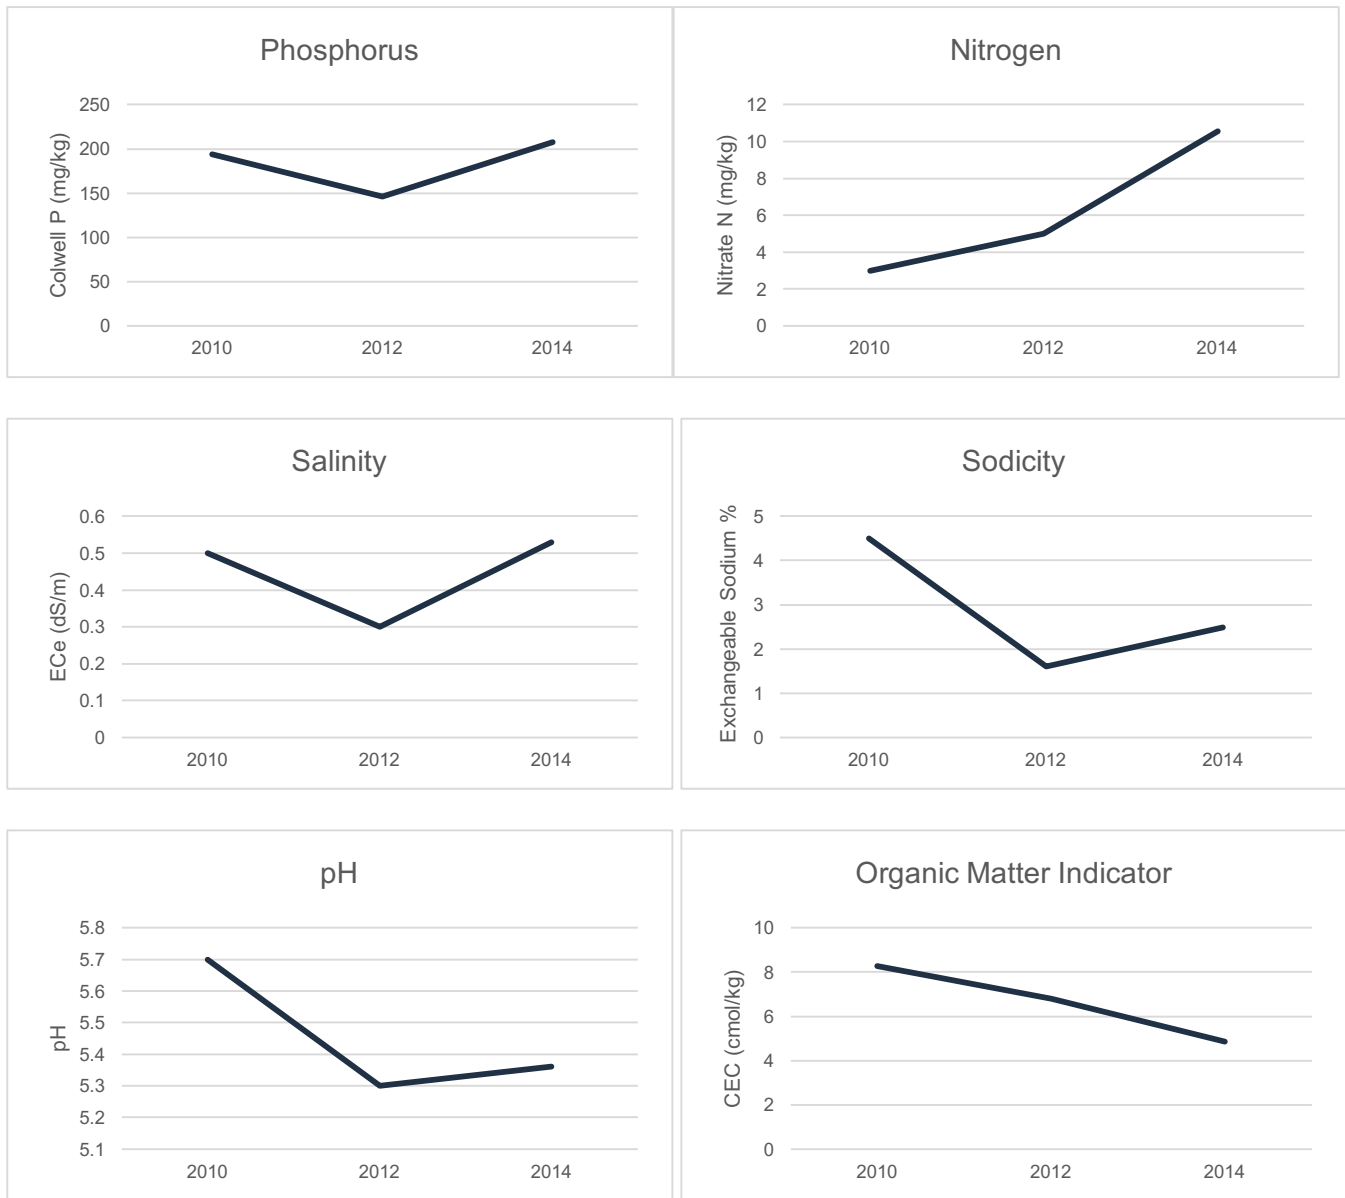 Phosphorus
Colwell P (mg/kg)
250
200
150
100
50
0
2010 2012 2014
Nitrogen
Nitrate N (mg/kg)
12
10
8
6
4
2
0
2010 2012 2014
Salinity
ECe (dS/m)
0.6
0.5
0.4
0.3
0.2
0.1
0
2010 2012 2014
Sodicity
Exchangeable Sodium %
5
4
3
2
1
0
2010 2012 2014
pH
pH
5.8
5.7
5.6
5.5
5.4
5.3
5.2
5.1
2010 2012 2014
Organic Matter Indicator
CEC (cmol/kg)
10
8
6
4
2
0
2010 2012 2014